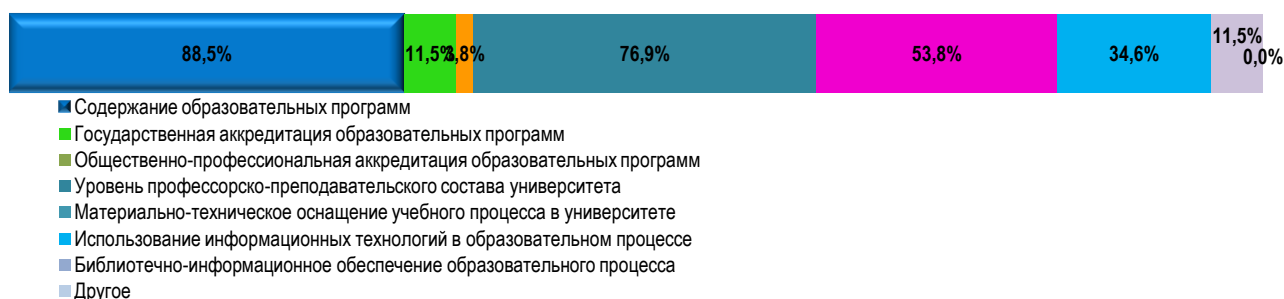 88,5% 11,5% 3,8% 76,9% 53,8% 34,6% 11,5% 0,0%
Содержание образовательных программ
Государственная аккредитация образовательных программ
Общественно-профессиональная аккредитация образовательных программ
Уровень профессорско-преподавательского состава университета
Материально-техническое оснащение учебного процесса в университете
Использование информационных технологий в образовательном процессе
Библиотечно-информационное обеспечение образовательного процесса
Другое